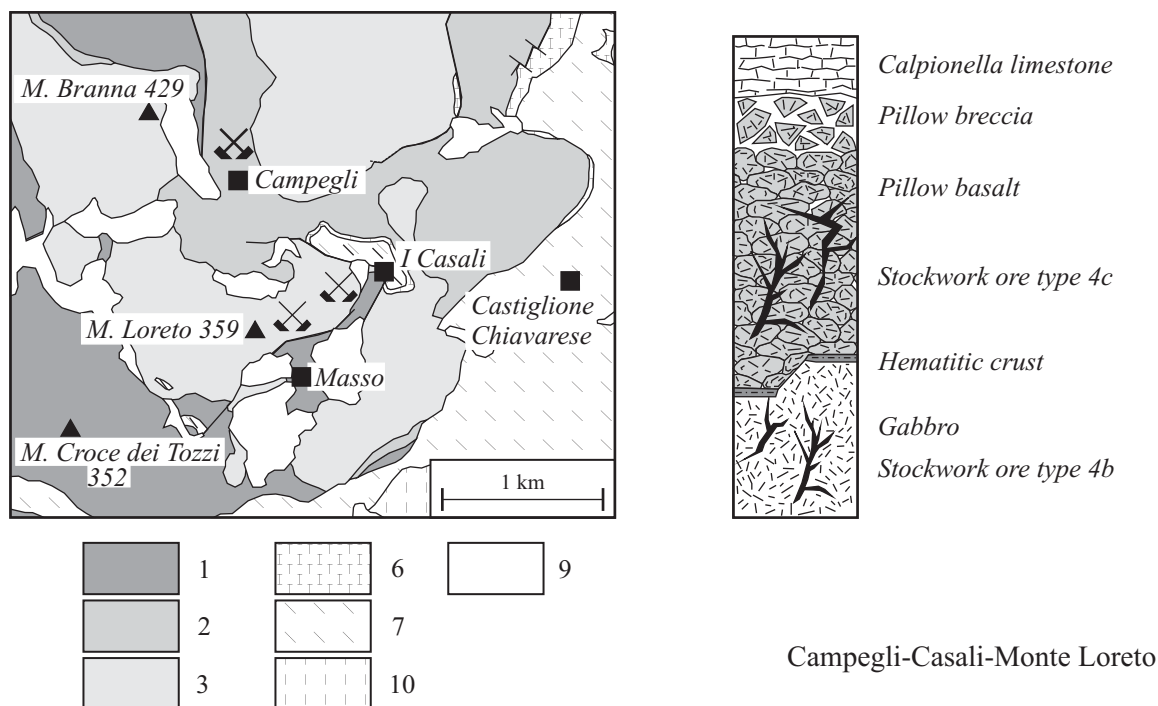 M. Branna 429
Campegli
I Casali
Castiglione
Chiavarese
M. Loreto 359
Masso
M. Croce dei Tozzi
352
1 km
1
2
3
6
7
10
9
Calpionella limestone
Pillow breccia
Pillow basalt
Stockwork ore type 4c
Hematitic crust
Gabbro
Stockwork ore type 4b
Campegli-Casali-Monte Loreto